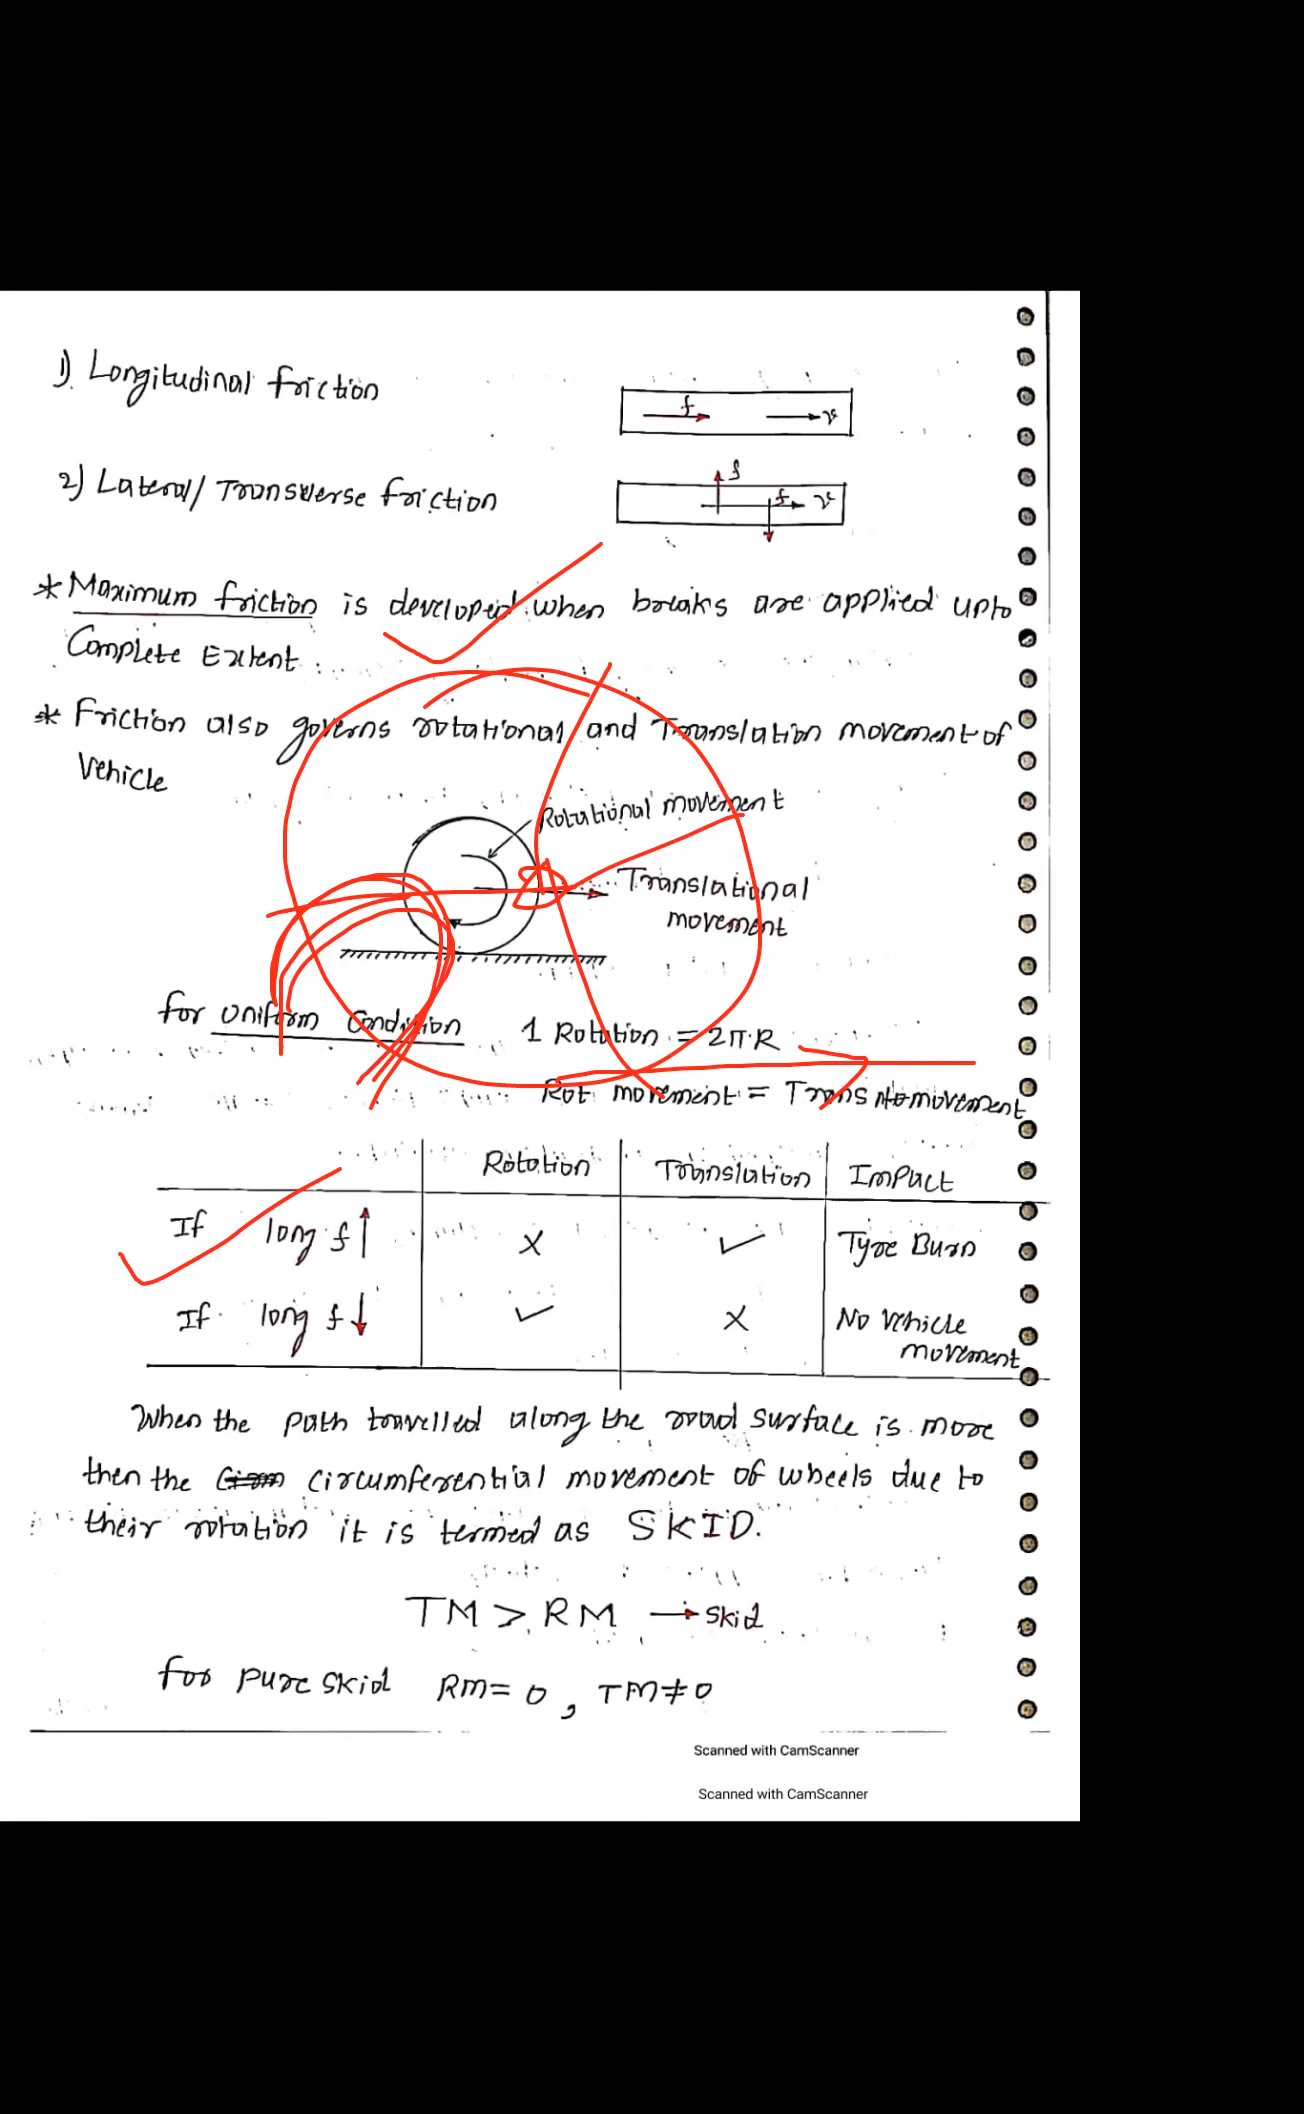 1) Longitudinal friction
f v
2) Lateral/ Transverse friction
f f v
* Maximum friction is developed when breaks are applied upto
Complete Extent.
* Friction also governs rotational and Translation movement of
Vehicle
Rotational movement
Translational
movement
for Uniform Condition 1 Rotation = 2π·R
Rot. movement = Trans movement
Rotation Translation Impact
If long f ↑ X ✓ Tyre Burn
If long f ↓ ✓ X No Vehicle
movement
When the path travelled along the road surface is more
then the circumferential movement of wheels due to
their rotation it is termed as SKID.
TM > RM → Skid
for pure skid RM = 0, TM ≠ 0
Scanned with CamScanner
Scanned with CamScanner